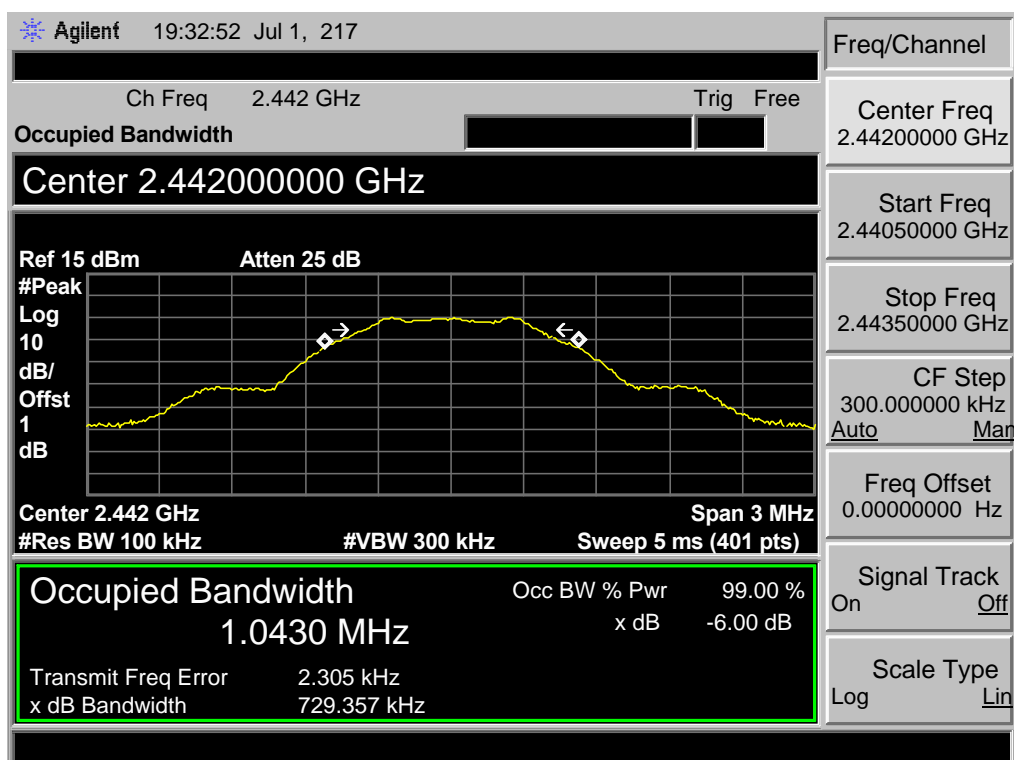 Agilent 19:32:52 Jul 1, 217
Freq/Channel
Ch Freq 2.442 GHz Trig Free
Occupied Bandwidth
Center 2.442000000 GHz
Ref 15 dBm Atten 25 dB
#Peak
Log
10
dB/
Offst
1
dB
Center 2.442 GHz Span 3 MHz
#Res BW 100 kHz #VBW 300 kHz Sweep 5 ms (401 pts)
Occupied Bandwidth
1.0430 MHz
Occ BW % Pwr 99.00 %
x dB -6.00 dB
Transmit Freq Error 2.305 kHz
x dB Bandwidth 729.357 kHz
Center Freq
2.44200000 GHz
Start Freq
2.44050000 GHz
Stop Freq
2.44350000 GHz
CF Step
300.000000 kHz
Auto Man
Freq Offset
0.00000000 Hz
Signal Track
On Off
Scale Type
Log Lin